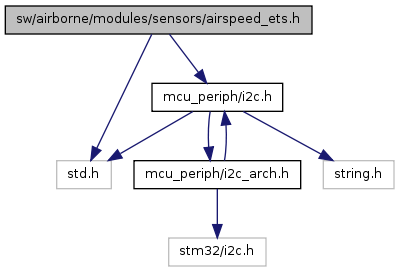 sw/airborne/modules/sensors/airspeed_ets.h
mcu_periph/i2c.h
std.h
mcu_periph/i2c_arch.h
string.h
stm32/i2c.h